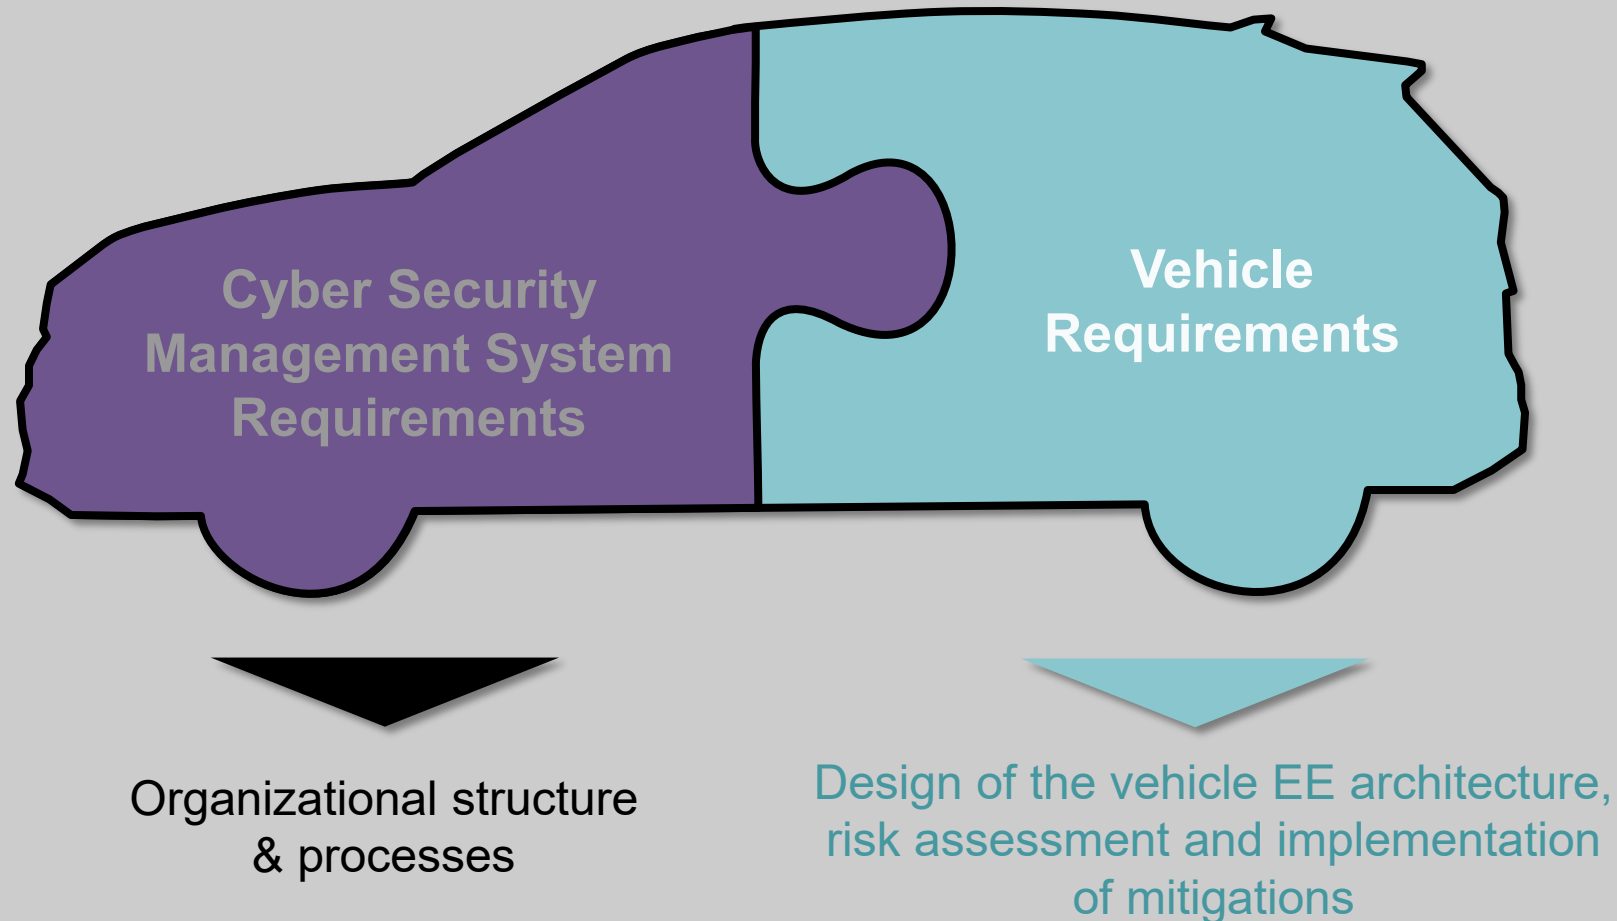 Cyber Security
Management System
Requirements
Vehicle
Requirements
Organizational structure
& processes
Design of the vehicle EE architecture,
risk assessment and implementation
of mitigations